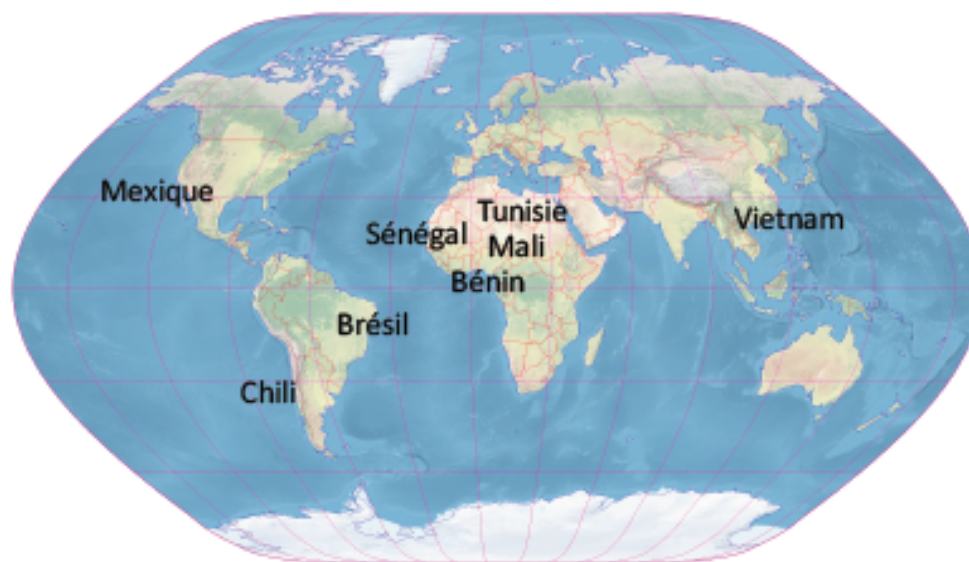 Mexique
Sénégal
Tunisie
Mali
Bénin
Vietnam
Brésil
Chili